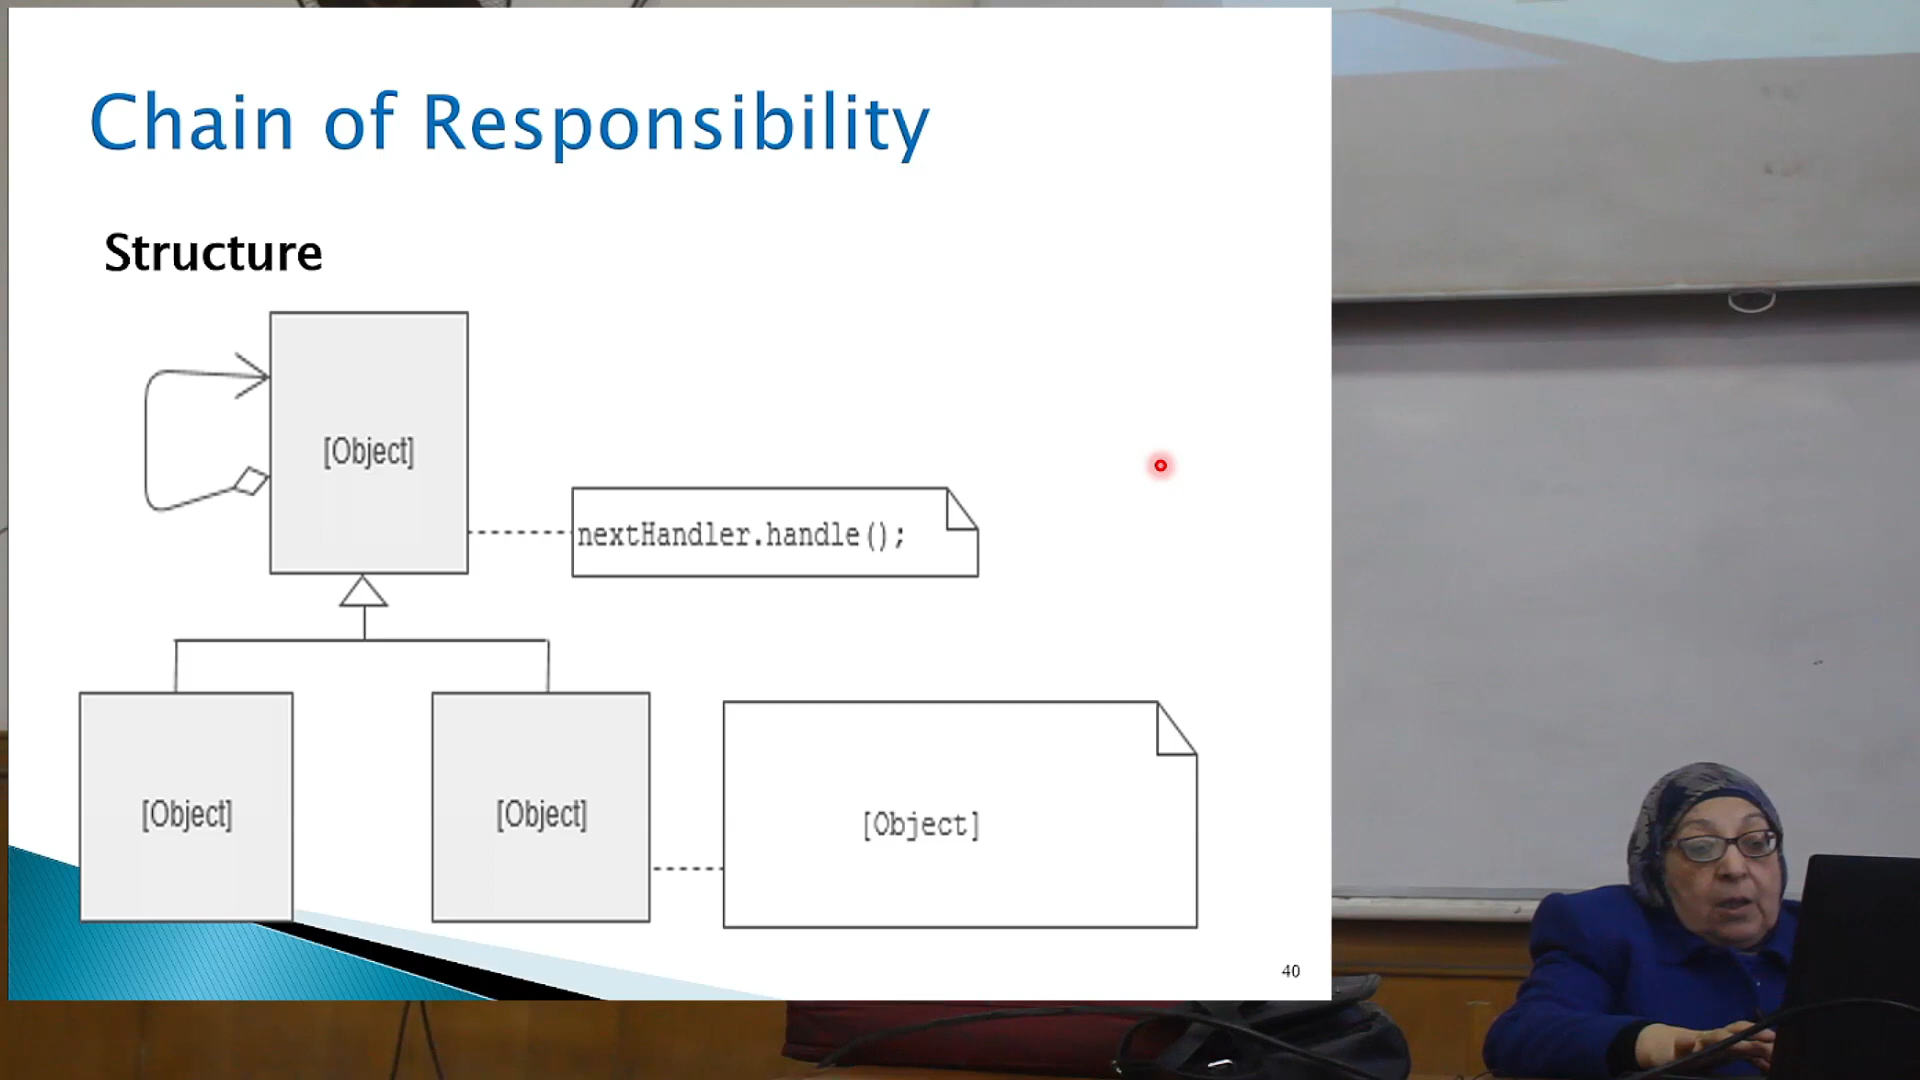 Chain of Responsibility
Structure
[Object]
nextHandler.handle();
[Object]
[Object]
[Object]
40